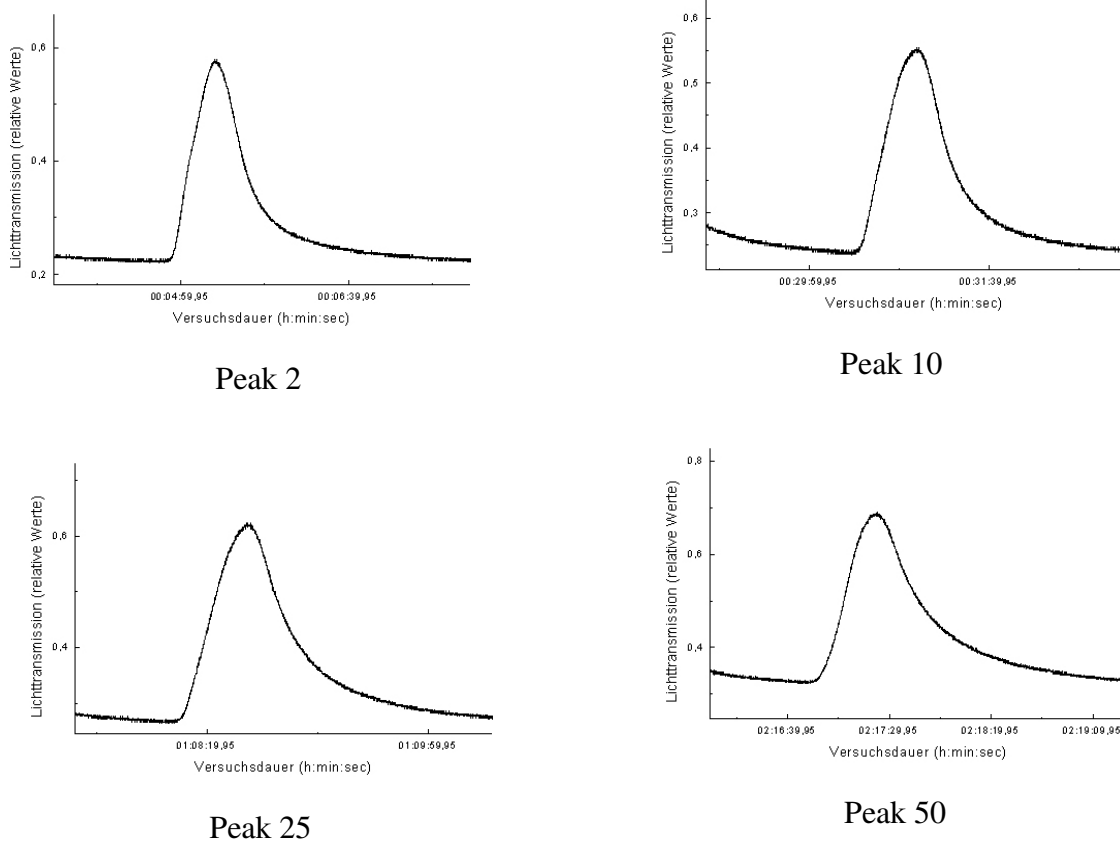 Lichttransmission (relative Werte)
0,6
0,4
0,2
00:04:59,95
00:06:39,95
Versuchsdauer (h:min:sec)
Peak 2
Lichttransmission (relative Werte)
0,6
0,5
0,4
0,3
00:29:59,95
00:31:39,95
Versuchsdauer (h:min:sec)
Peak 10
Lichttransmission (relative Werte)
0,6
0,4
01:08:19,95
01:09:59,95
Versuchsdauer (h:min:sec)
Peak 25
Lichttransmission (relative Werte)
0,8
0,6
0,4
02:16:39,95
02:17:29,95
02:18:19,95
02:19:09,95
Versuchsdauer (h:min:sec)
Peak 50